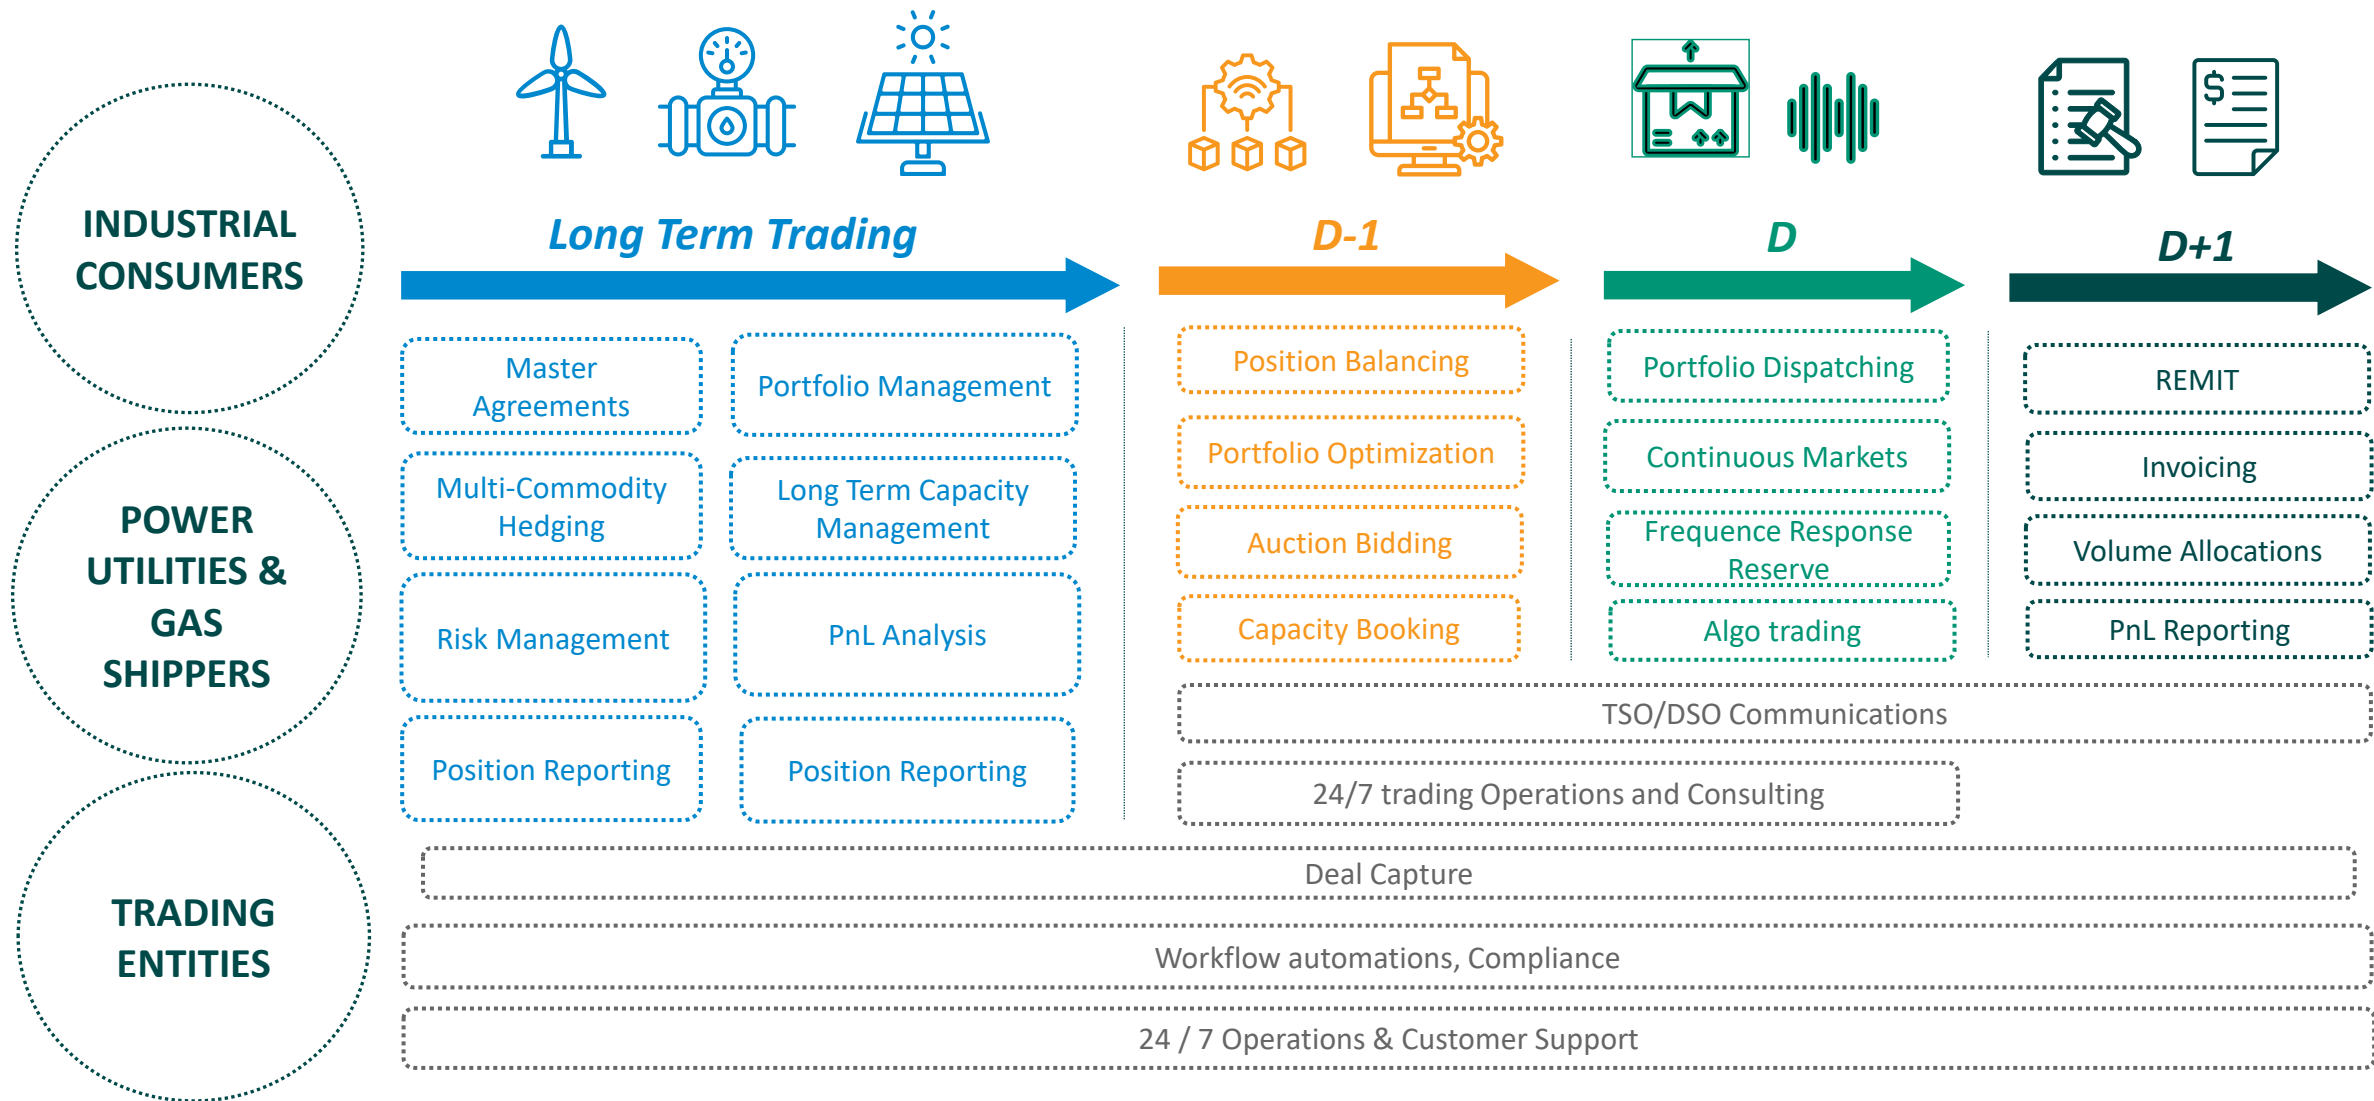 INDUSTRIAL
CONSUMERS
POWER
UTILITIES &
GAS
SHIPPERS
TRADING
ENTITIES
Long Term Trading
Master
Agreements
Portfolio Management
Multi-Commodity
Hedging
Long Term Capacity
Management
Risk Management
PnL Analysis
Position Reporting
Position Reporting
D-1
Position Balancing
Portfolio Optimization
Auction Bidding
Capacity Booking
D
Portfolio Dispatching
Continuous Markets
Frequence Response
Reserve
Algo trading
$
D+1
REMIT
Invoicing
Volume Allocations
PnL Reporting
TSO/DSO Communications
24/7 trading Operations and Consulting
Deal Capture
Workflow automations, Compliance
24 / 7 Operations & Customer Support